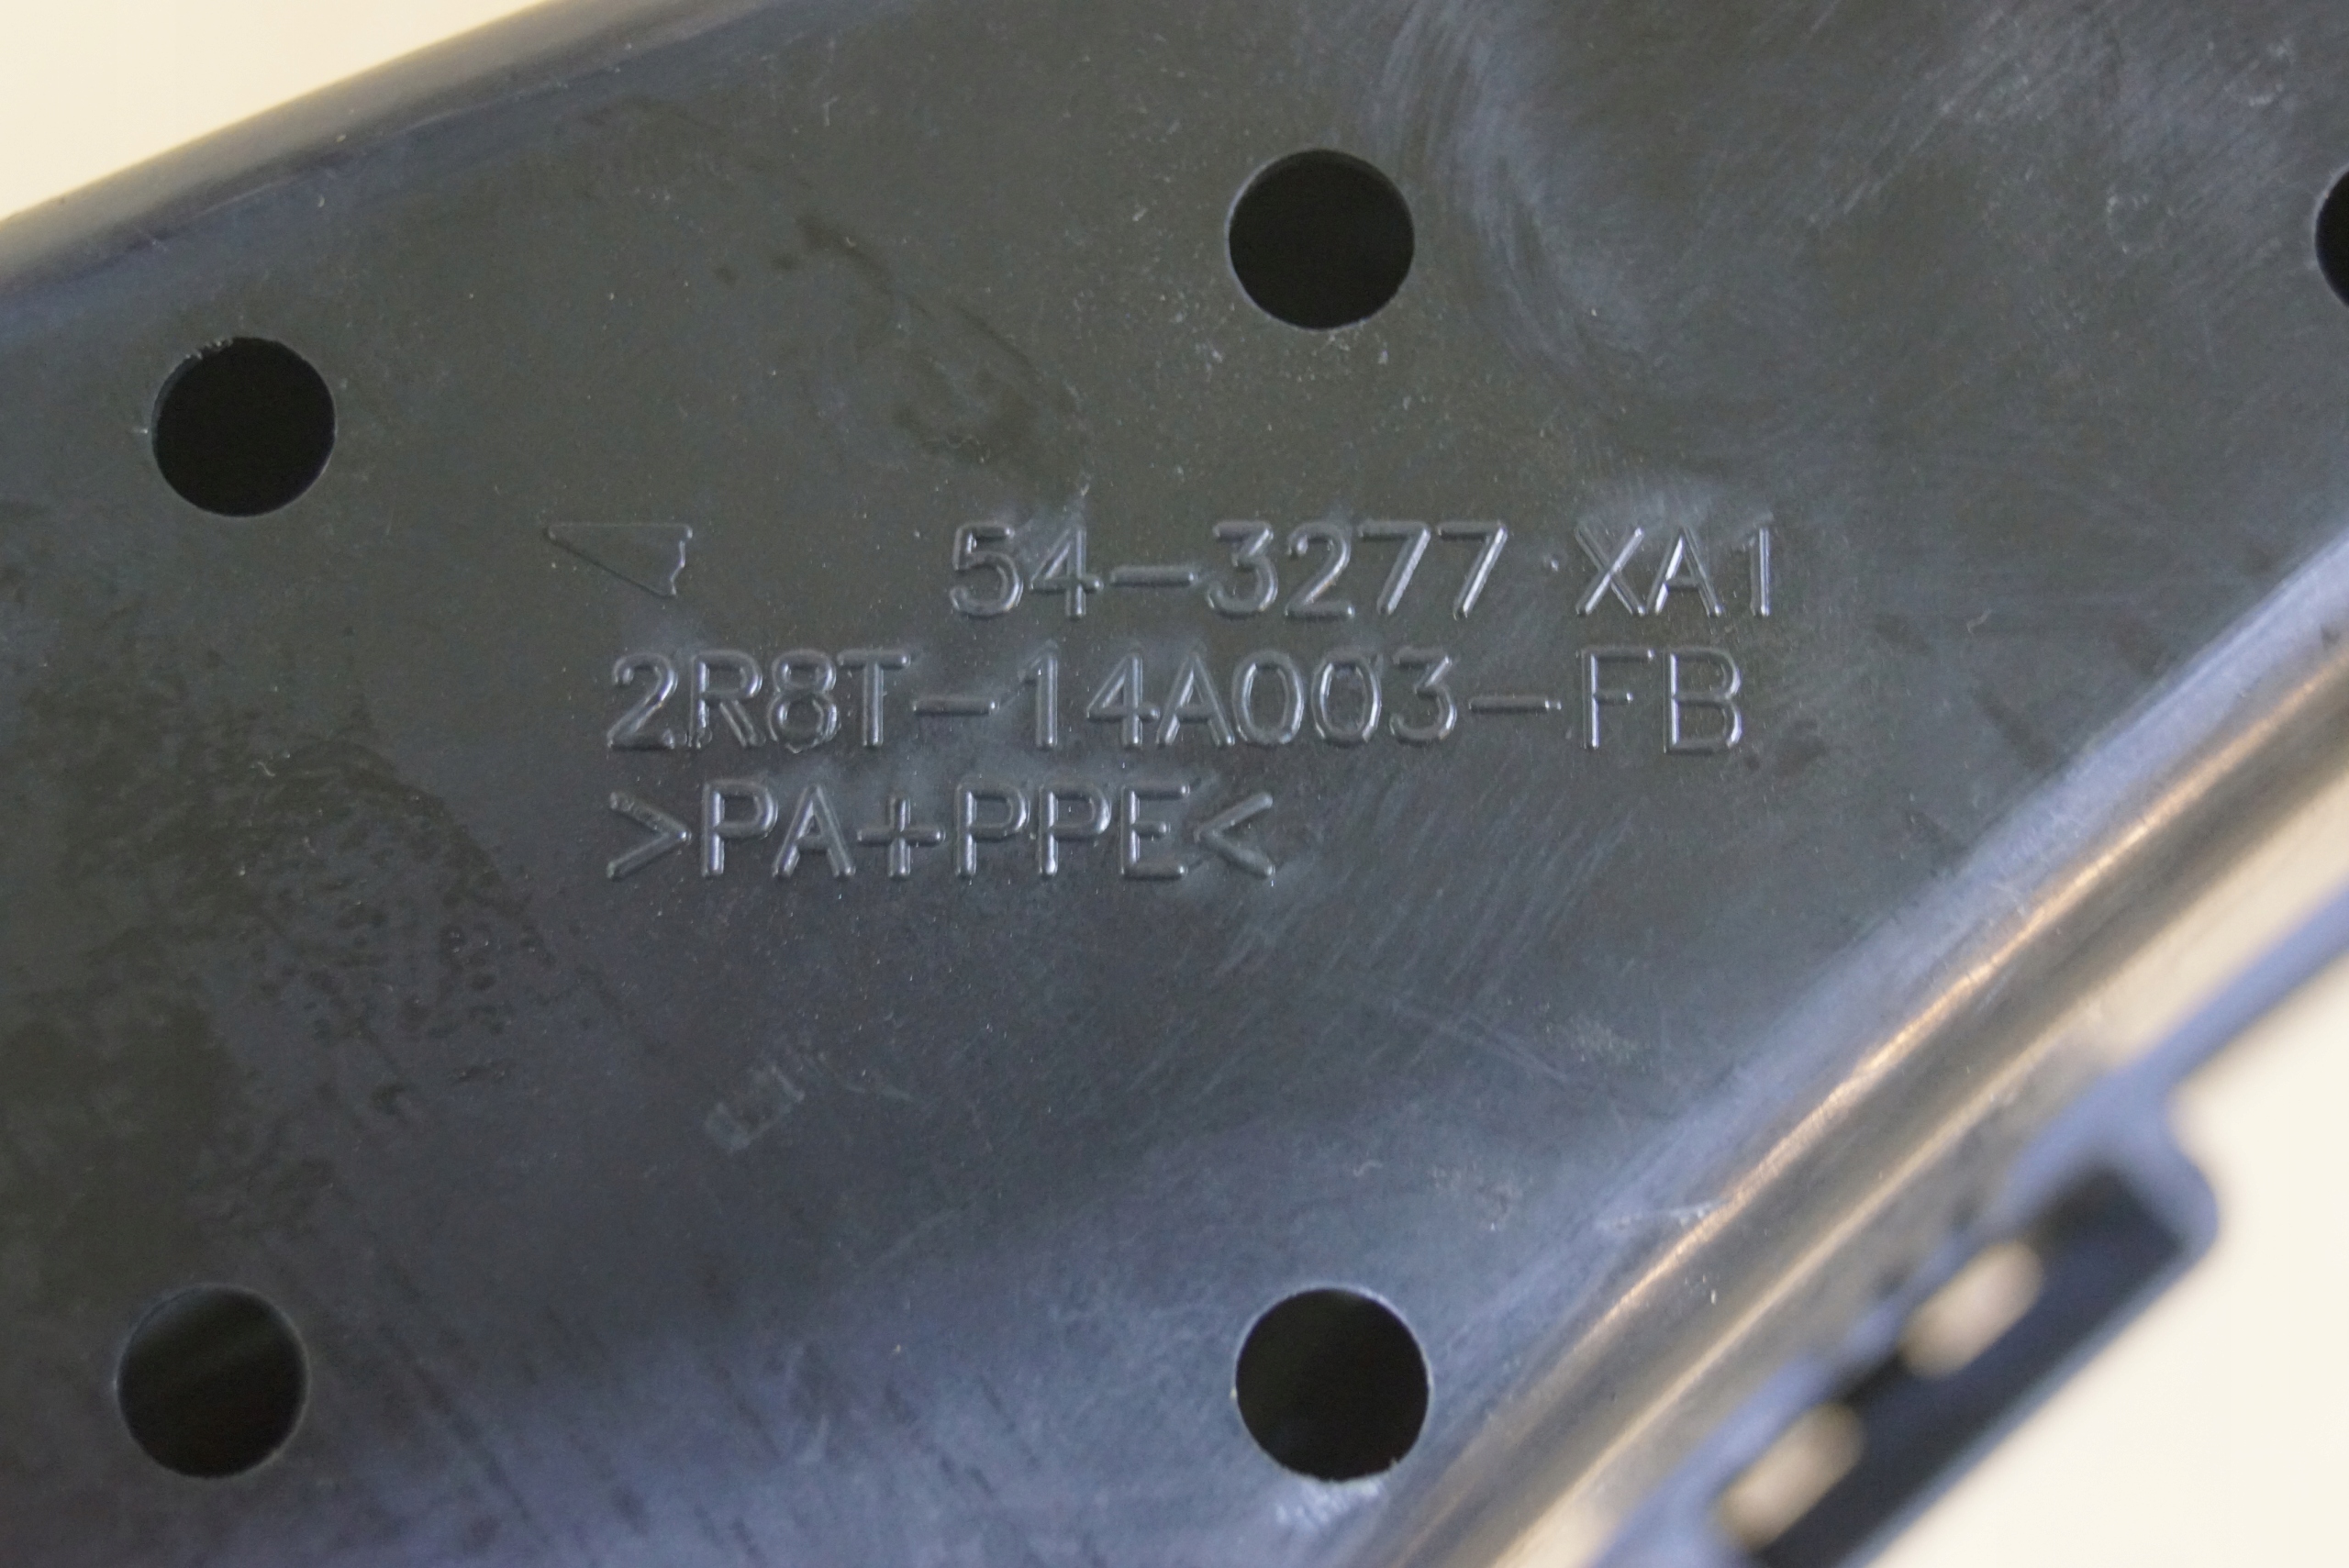 54-3277 XA1
2R8T-14A003-FB
>PA+PPE<